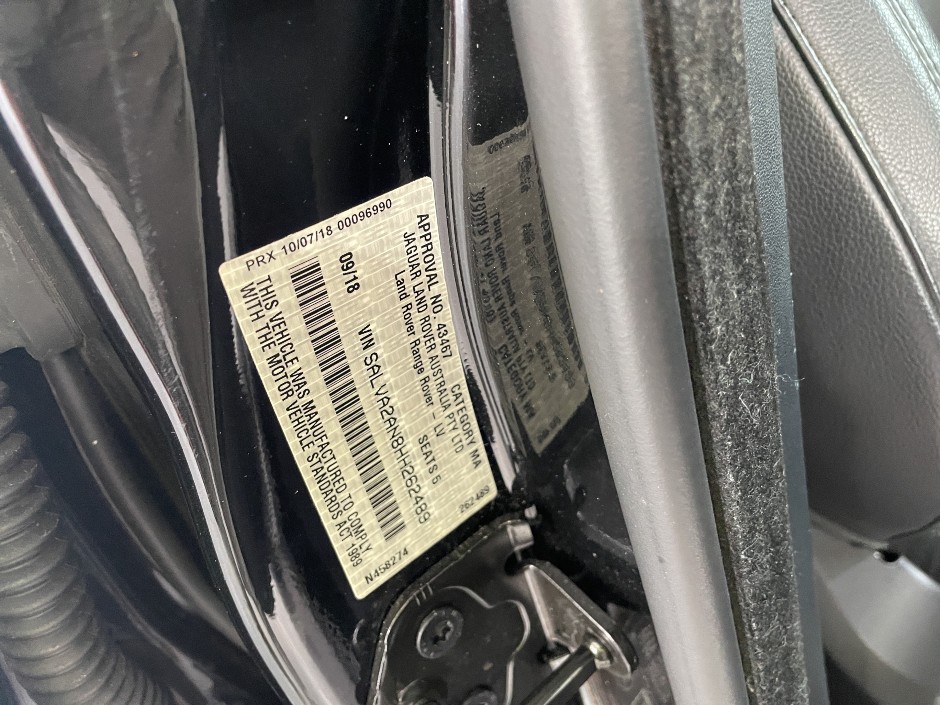 APPROVAL NO. 43467 CATEGORY MA
JAGUAR LAND ROVER AUSTRALIA PTY LTD
Land Rover Range Rover - LV SEATS 5
09/18 VIN SALVA2AN8HH262489
THIS VEHICLE WAS MANUFACTURED TO COMPLY
WITH THE MOTOR VEHICLE STANDARDS ACT 1989
PRX 10/07/18 00096990
262489
N458274